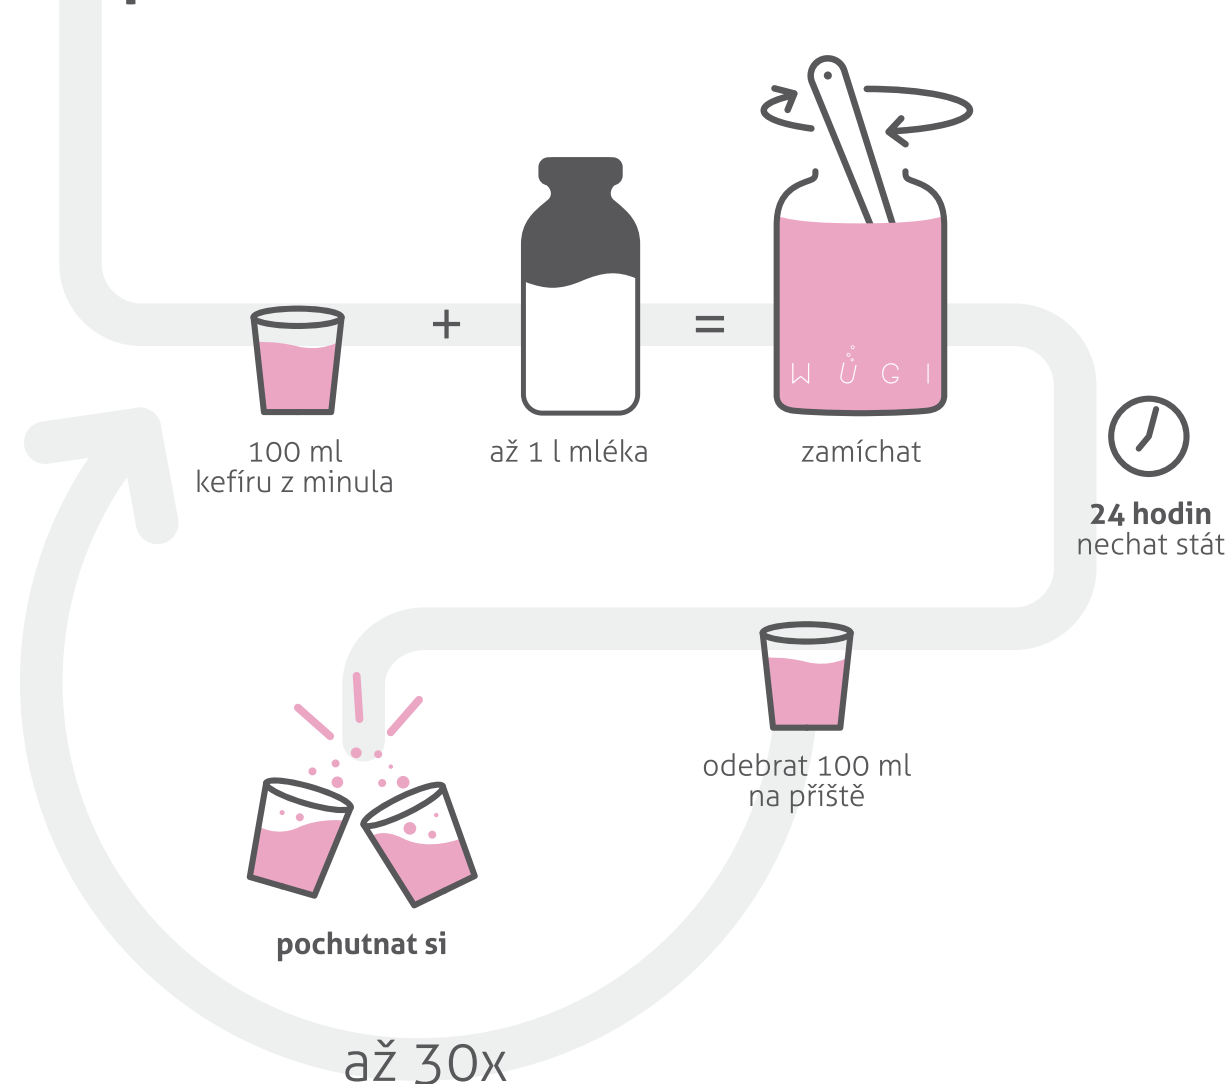 +
=
W Ů G I
100 ml
kefíru z minula
až 1 l mléka
zamíchat
24 hodin
nechat stát
odebrat 100 ml
na příště
pochutnat si
až 30x